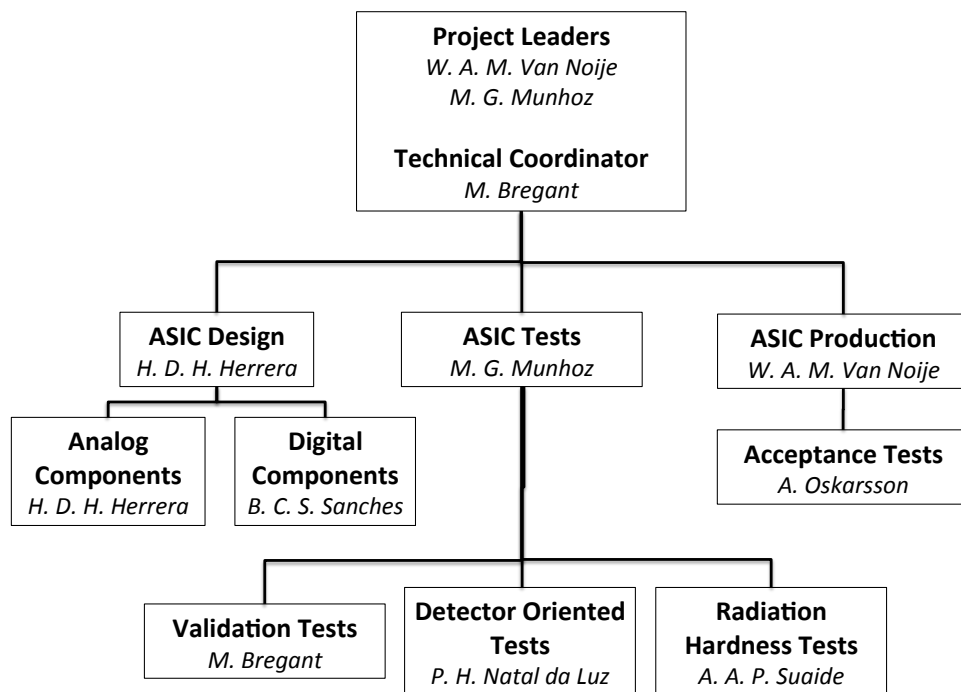 Project Leaders
W. A. M. Van Noije
M. G. Munhoz
Technical Coordinator
M. Bregant
ASIC Design
H. D. H. Herrera
ASIC Tests
M. G. Munhoz
ASIC Production
W. A. M. Van Noije
Analog
Components
H. D. H. Herrera
Digital
Components
B. C. S. Sanches
Acceptance Tests
A. Oskarsson
Validation Tests
M. Bregant
Detector Oriented
Tests
P. H. Natal da Luz
Radiation
Hardness Tests
A. A. P. Suaide